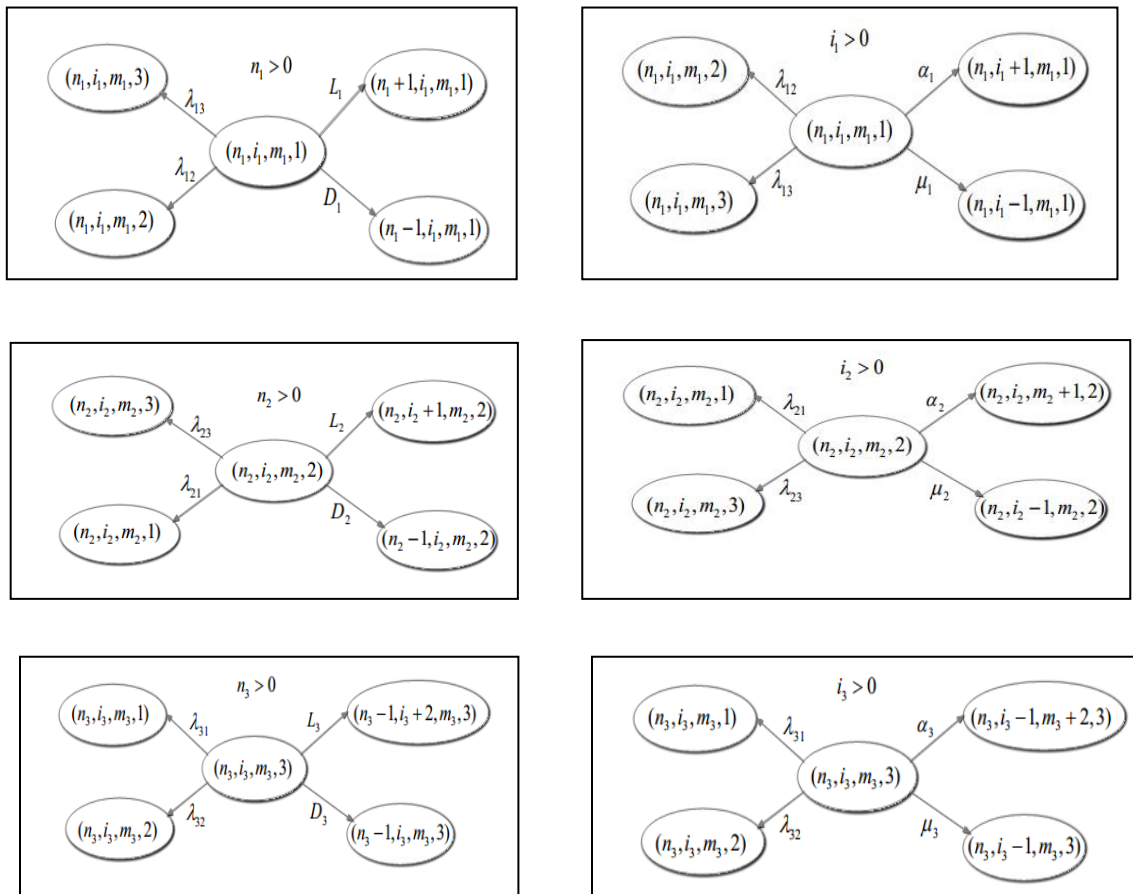 n₁ > 0
(n₁, i₁, m₁, 3)
(n₁ + 1, i₁, m₁, 1)
λ₁₃
L₁
(n₁, i₁, m₁, 1)
λ₁₂
D₁
(n₁, i₁, m₁, 2)
(n₁ − 1, i₁, m₁, 1)
i₁ > 0
(n₁, i₁, m₁, 2)
(n₁, i₁ + 1, m₁, 1)
λ₁₂
α₁
(n₁, i₁, m₁, 1)
λ₁₃
μ₁
(n₁, i₁, m₁, 3)
(n₁, i₁ − 1, m₁, 1)
n₂ > 0
(n₂, i₂, m₂, 3)
(n₂, i₂ + 1, m₂, 2)
λ₂₃
L₂
(n₂, i₂, m₂, 2)
λ₂₁
D₂
(n₂, i₂, m₂, 1)
(n₂ − 1, i₂, m₂, 2)
i₂ > 0
(n₂, i₂, m₂, 1)
(n₂, i₂, m₂ + 1, 2)
λ₂₁
α₂
(n₂, i₂, m₂, 2)
λ₂₃
μ₂
(n₂, i₂, m₂, 3)
(n₂, i₂ − 1, m₂, 2)
n₃ > 0
(n₃, i₃, m₃, 1)
(n₃ − 1, i₃ + 2, m₃, 3)
λ₃₁
L₃
(n₃, i₃, m₃, 3)
λ₃₂
D₃
(n₃, i₃, m₃, 2)
(n₃ − 1, i₃, m₃, 3)
i₃ > 0
(n₃, i₃, m₃, 1)
(n₃, i₃ − 1, m₃ + 2, 3)
λ₃₁
α₃
(n₃, i₃, m₃, 3)
λ₃₂
μ₃
(n₃, i₃, m₃, 2)
(n₃, i₃ − 1, m₃, 3)